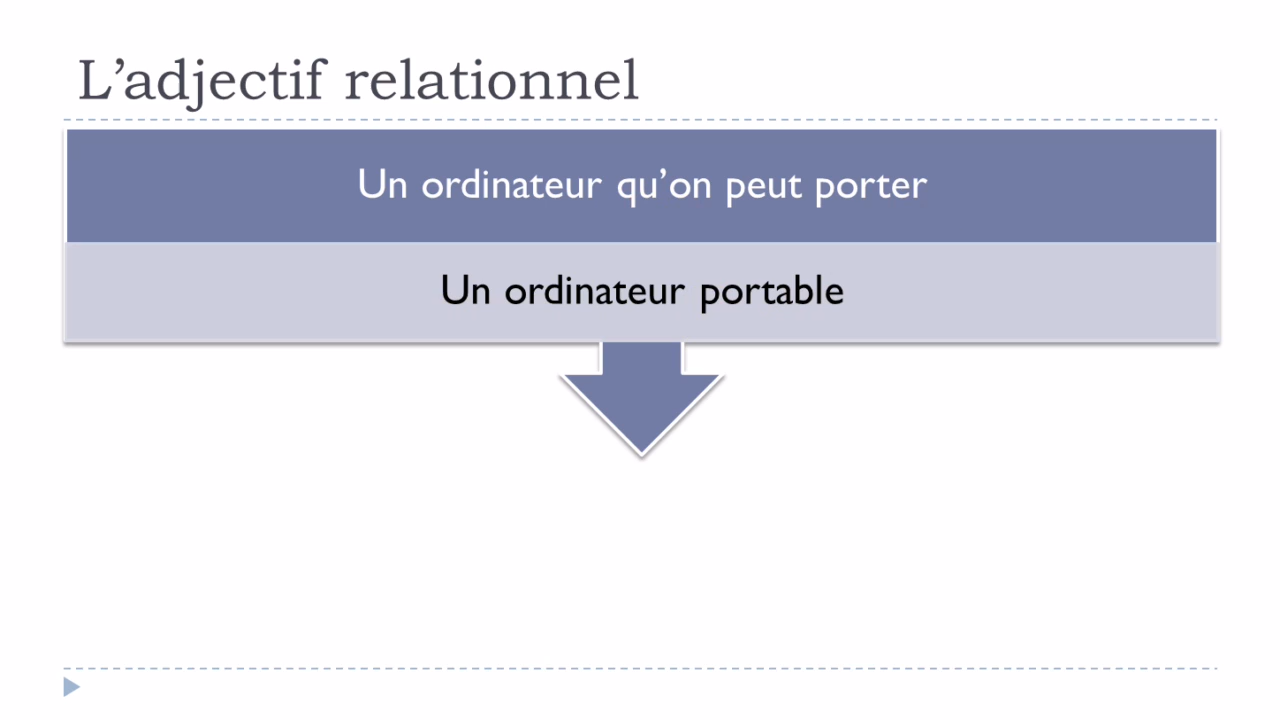 L’adjectif relationnel
Un ordinateur qu’on peut porter
Un ordinateur portable